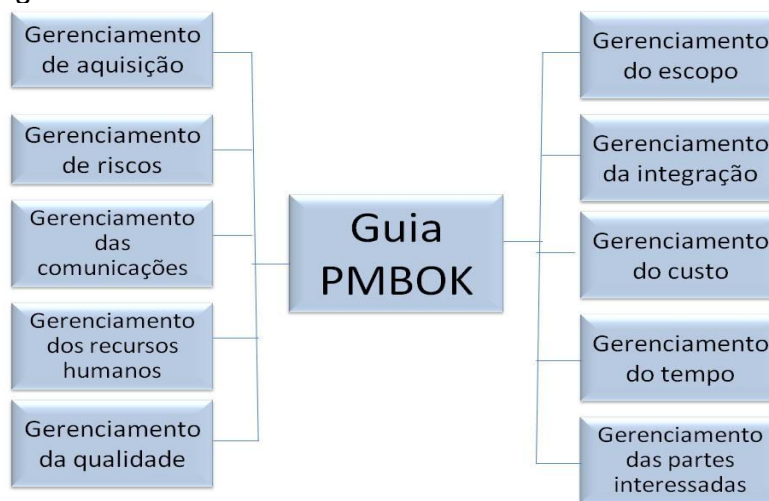 Gerenciamento
de aquisição
Gerenciamento
de riscos
Gerenciamento
das
comunicações
Gerenciamento
dos recursos
humanos
Gerenciamento
da qualidade
Guia
PMBOK
Gerenciamento
do escopo
Gerenciamento
da integração
Gerenciamento
do custo
Gerenciamento
do tempo
Gerenciamento
das partes
interessadas